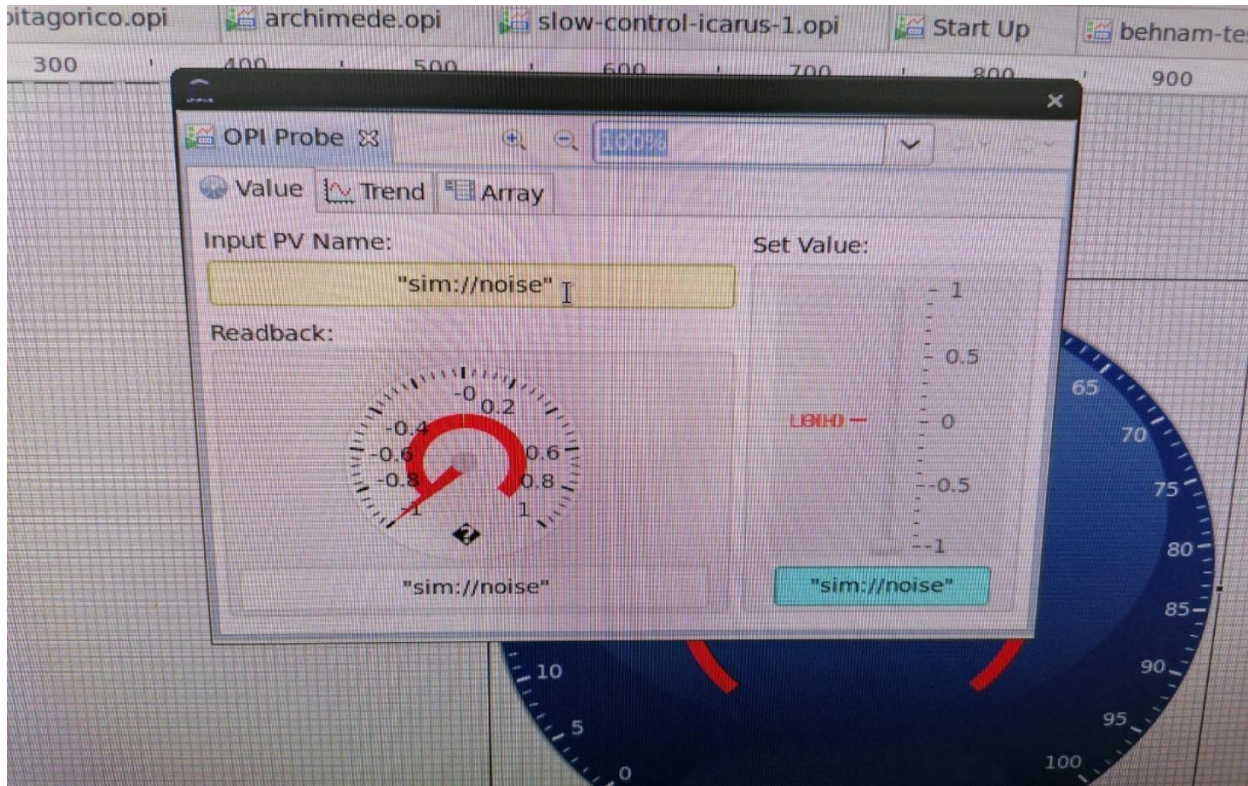 pitagorico.opi archimede.opi slow-control-icarus-1.opi Start Up behnam-te
300 400 500 600 700 800 900
OPI Probe 100%
Value Trend Array
Input PV Name:
"sim://noise"
Readback:
-0 0.2
-0.4
-0.6 0.6
-0.8 0.8
-1 1
"sim://noise"
Set Value:
1
0.5
0
-0.5
-1
"sim://noise"
65
70
75
80
85
10 90
5 95
0 100